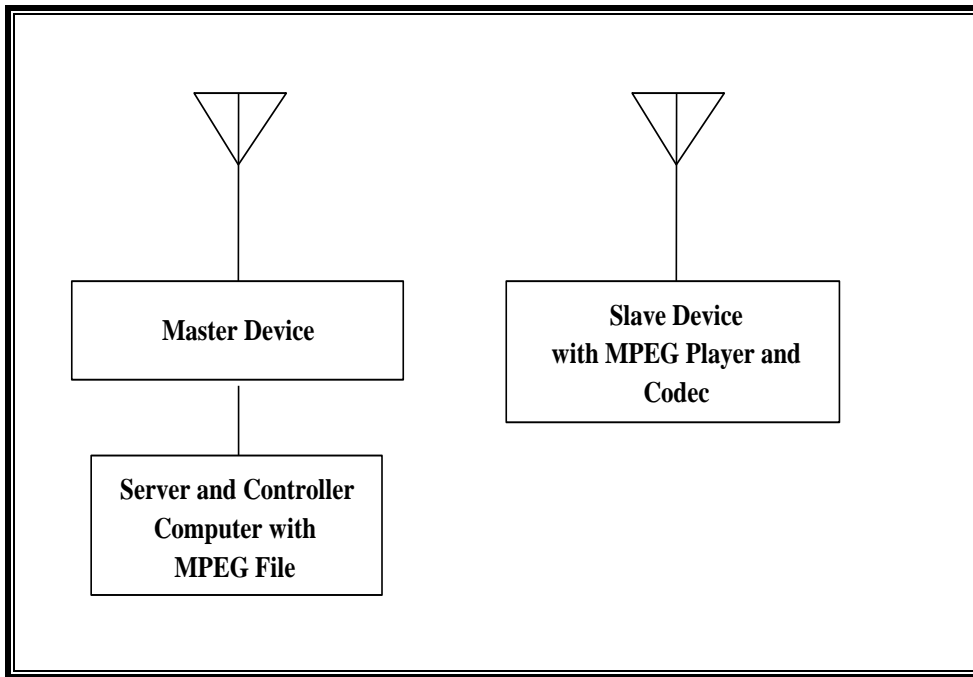 Master Device
Slave Device
with MPEG Player and
Codec
Server and Controller
Computer with
MPEG File